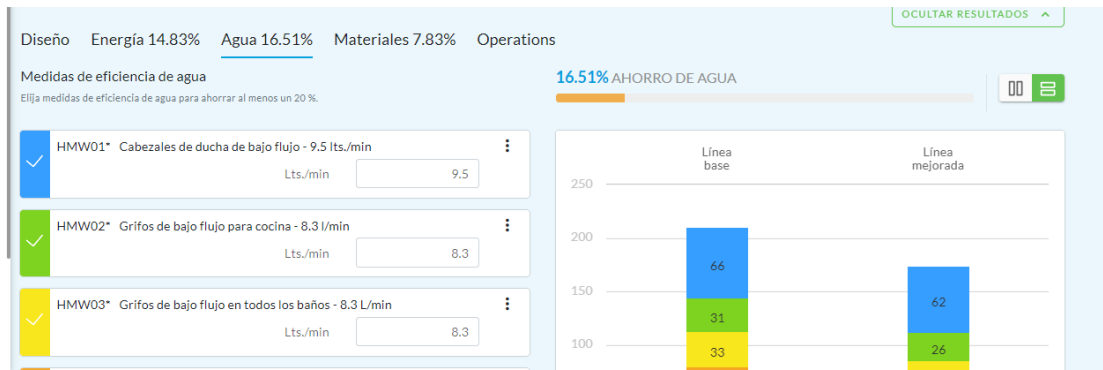 OCULTAR RESULTADOS
Diseño Energía 14.83% Agua 16.51% Materiales 7.83% Operations
Medidas de eficiencia de agua
Elija medidas de eficiencia de agua para ahorrar al menos un 20 %.
16.51% AHORRO DE AGUA
HMW01* Cabezales de ducha de bajo flujo - 9.5 lts./min
Lts./min 9.5
HMW02* Grifos de bajo flujo para cocina - 8.3 l/min
Lts./min 8.3
HMW03* Grifos de bajo flujo en todos los baños - 8.3 L/min
Lts./min 8.3
Línea
base
Línea
mejorada
250
200
66
150
62
31
100
33
26